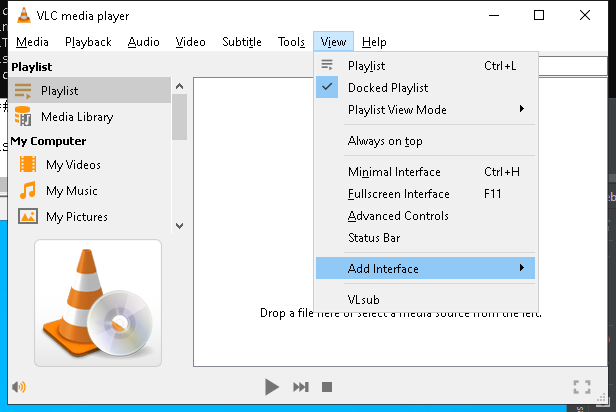 VLC media player
Media Playback Audio Video Subtitle Tools View Help
Playlist
Playlist
Media Library
My Computer
My Videos
My Music
My Pictures
Playlist Ctrl+L
Docked Playlist
Playlist View Mode
Always on top
Minimal Interface Ctrl+H
Fullscreen Interface F11
Advanced Controls
Status Bar
Add Interface
VLsub
Drop a file here or select a media source from the left.